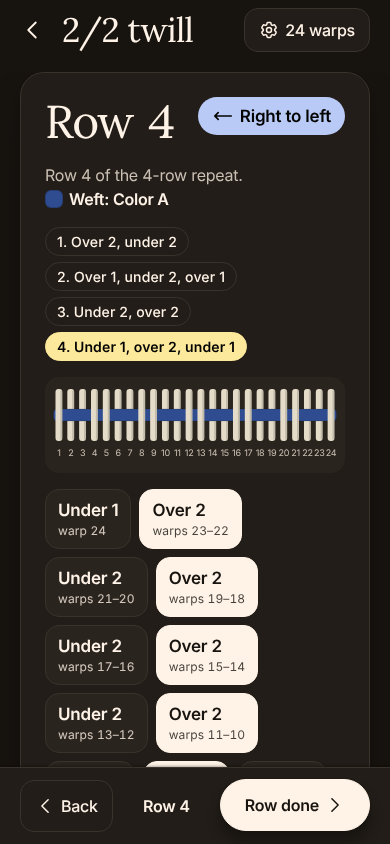 2/2 twill
24 warps
Row 4
Right to left
Row 4 of the 4-row repeat.
Weft: Color A
1. Over 2, under 2
2. Over 1, under 2, over 1
3. Under 2, over 2
4. Under 1, over 2, under 1
1 2 3 4 5 6 7 8 9 10 11 12 13 14 15 16 17 18 19 20 21 22 23 24
Under 1 Over 2
warp 24 warps 23–22
Under 2 Over 2
warps 21–20 warps 19–18
Under 2 Over 2
warps 17–16 warps 15–14
Under 2 Over 2
warps 13–12 warps 11–10
Back Row 4 Row done